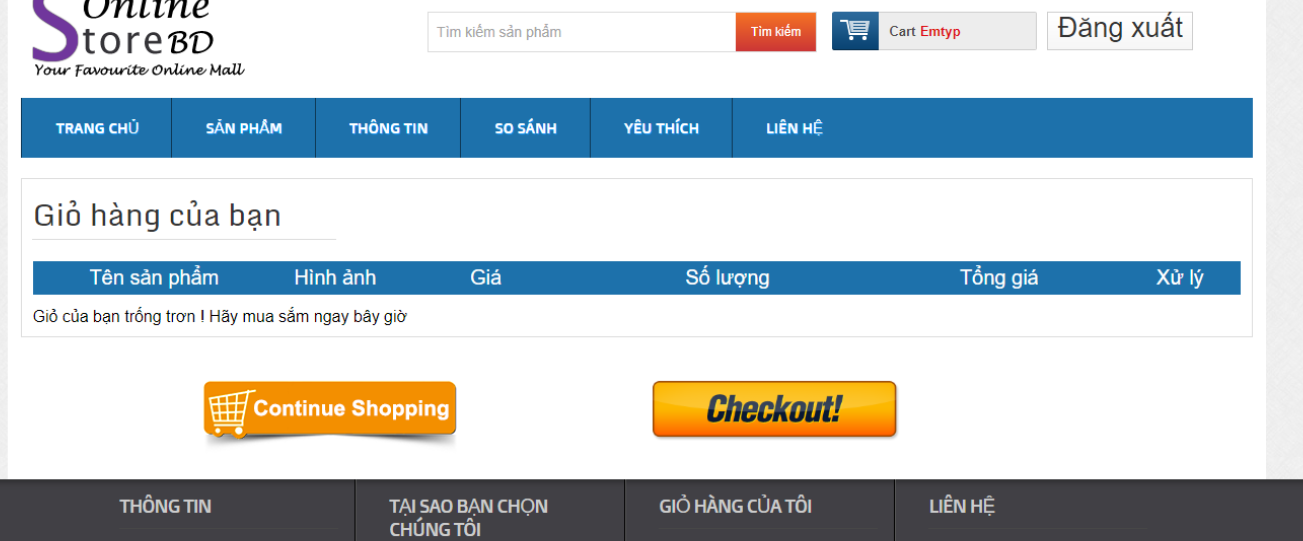 Online
Store BD
Your Favourite Online Mall
Tìm kiếm sản phẩm
Tìm kiếm
Cart Emtyp
Đăng xuất
TRANG CHỦ
SẢN PHẨM
THÔNG TIN
SO SÁNH
YÊU THÍCH
LIÊN HỆ
Giỏ hàng của bạn
Tên sản phẩm
Hình ảnh
Giá
Số lượng
Tổng giá
Xử lý
Giỏ của bạn trống trơn ! Hãy mua sắm ngay bây giờ
Continue Shopping
Checkout!
THÔNG TIN
TẠI SAO BẠN CHỌN
CHÚNG TÔI
GIỎ HÀNG CỦA TÔI
LIÊN HỆ